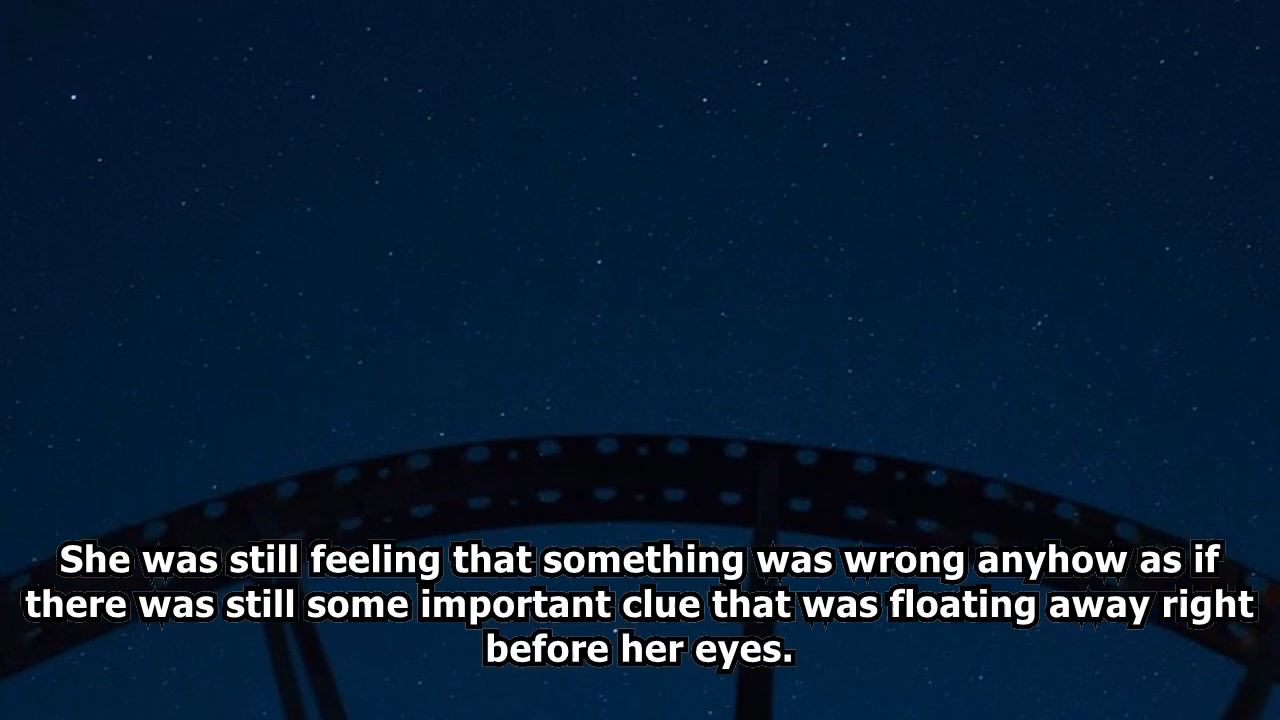 She was still feeling that something was wrong anyhow as if
there was still some important clue that was floating away right
before her eyes.